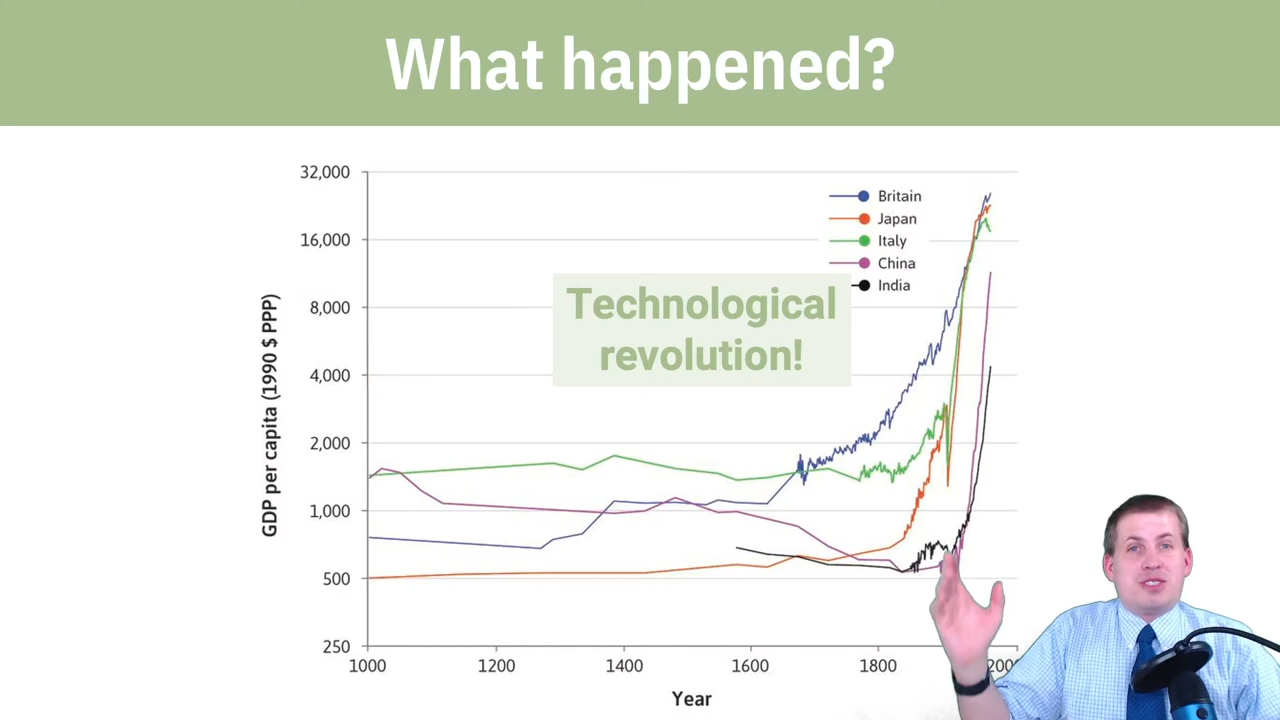 What happened?
32,000
16,000
8,000
4,000
2,000
1,000
500
250
GDP per capita (1990 $ PPP)
Britain
Japan
Italy
China
India
Technological
revolution!
1000
1200
1400
1600
1800
Year